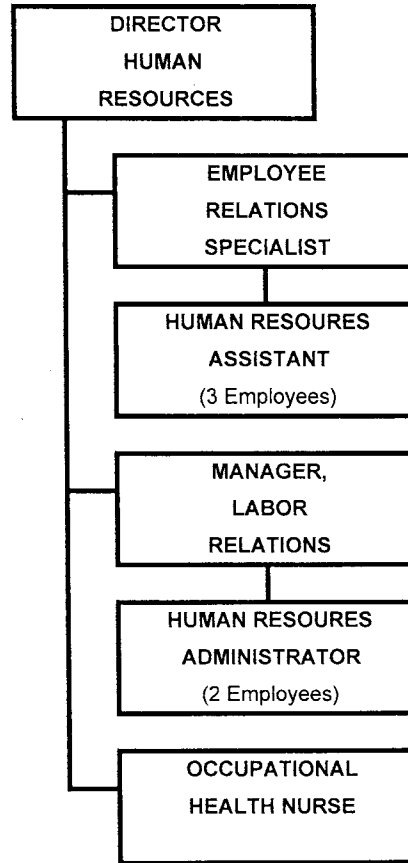 DIRECTOR
HUMAN
RESOURCES
EMPLOYEE
RELATIONS
SPECIALIST
HUMAN RESOURES
ASSISTANT
(3 Employees)
MANAGER,
LABOR
RELATIONS
HUMAN RESOURES
ADMINISTRATOR
(2 Employees)
OCCUPATIONAL
HEALTH NURSE